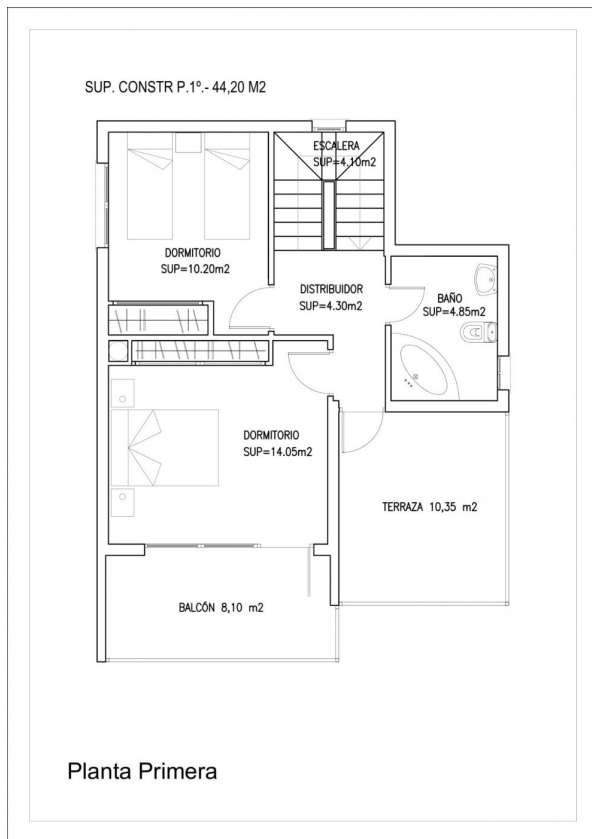 SUP. CONSTR P.1º.- 44,20 M2
ESCALERA
SUP=4.10m2
DORMITORIO
SUP=10.20m2
DISTRIBUIDOR
SUP=4.30m2
BAÑO
SUP=4.85m2
DORMITORIO
SUP=14.05m2
TERRAZA 10,35 m2
BALCÓN 8,10 m2
Planta Primera